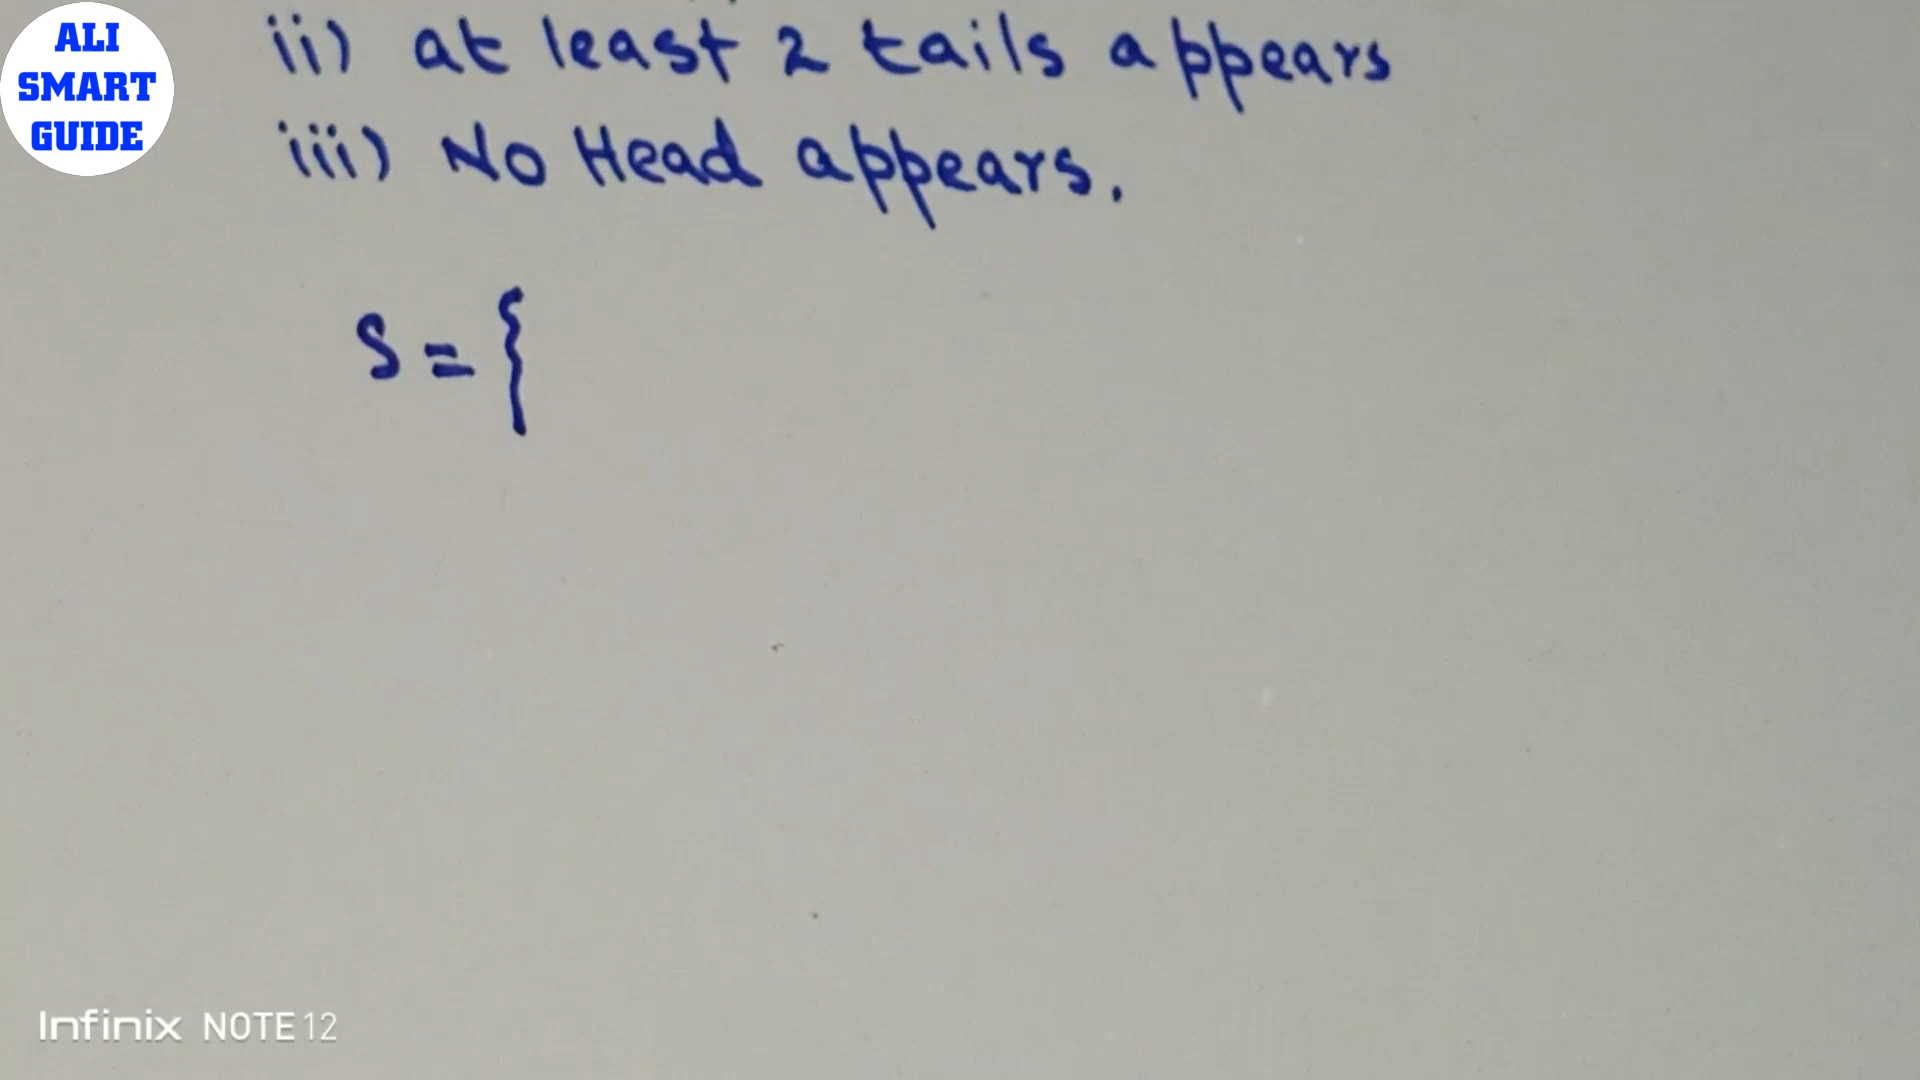 ALI
SMART
GUIDE
ii) at least 2 tails appears
iii) No Head appears.
S = {
Infinix NOTE 12